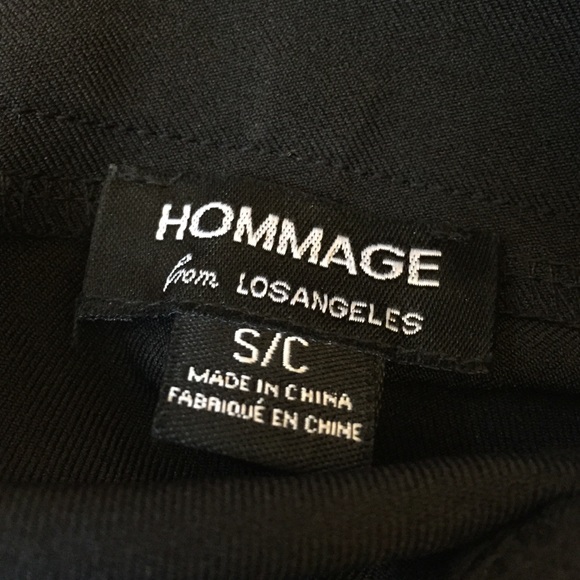 HOMMAGE
from LOSANGELES
S/C
MADE IN CHINA
FABRIQUÉ EN CHINE